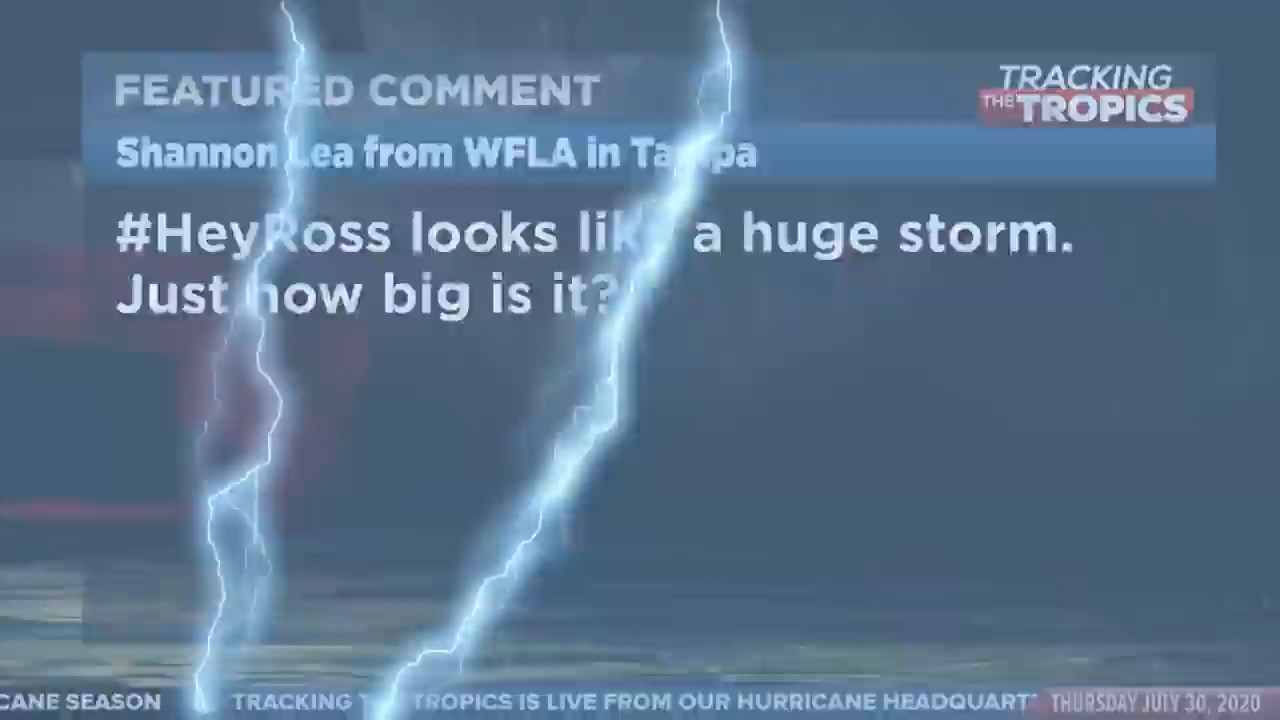 FEATURED COMMENT
TRACKING
THE TROPICS
Shannon Lea from WFLA in Tampa
#HeyRoss looks like a huge storm.
Just how big is it?
CANE SEASON TRACKING THE TROPICS IS LIVE FROM OUR HURRICANE HEADQUART THURSDAY JULY 30, 2020